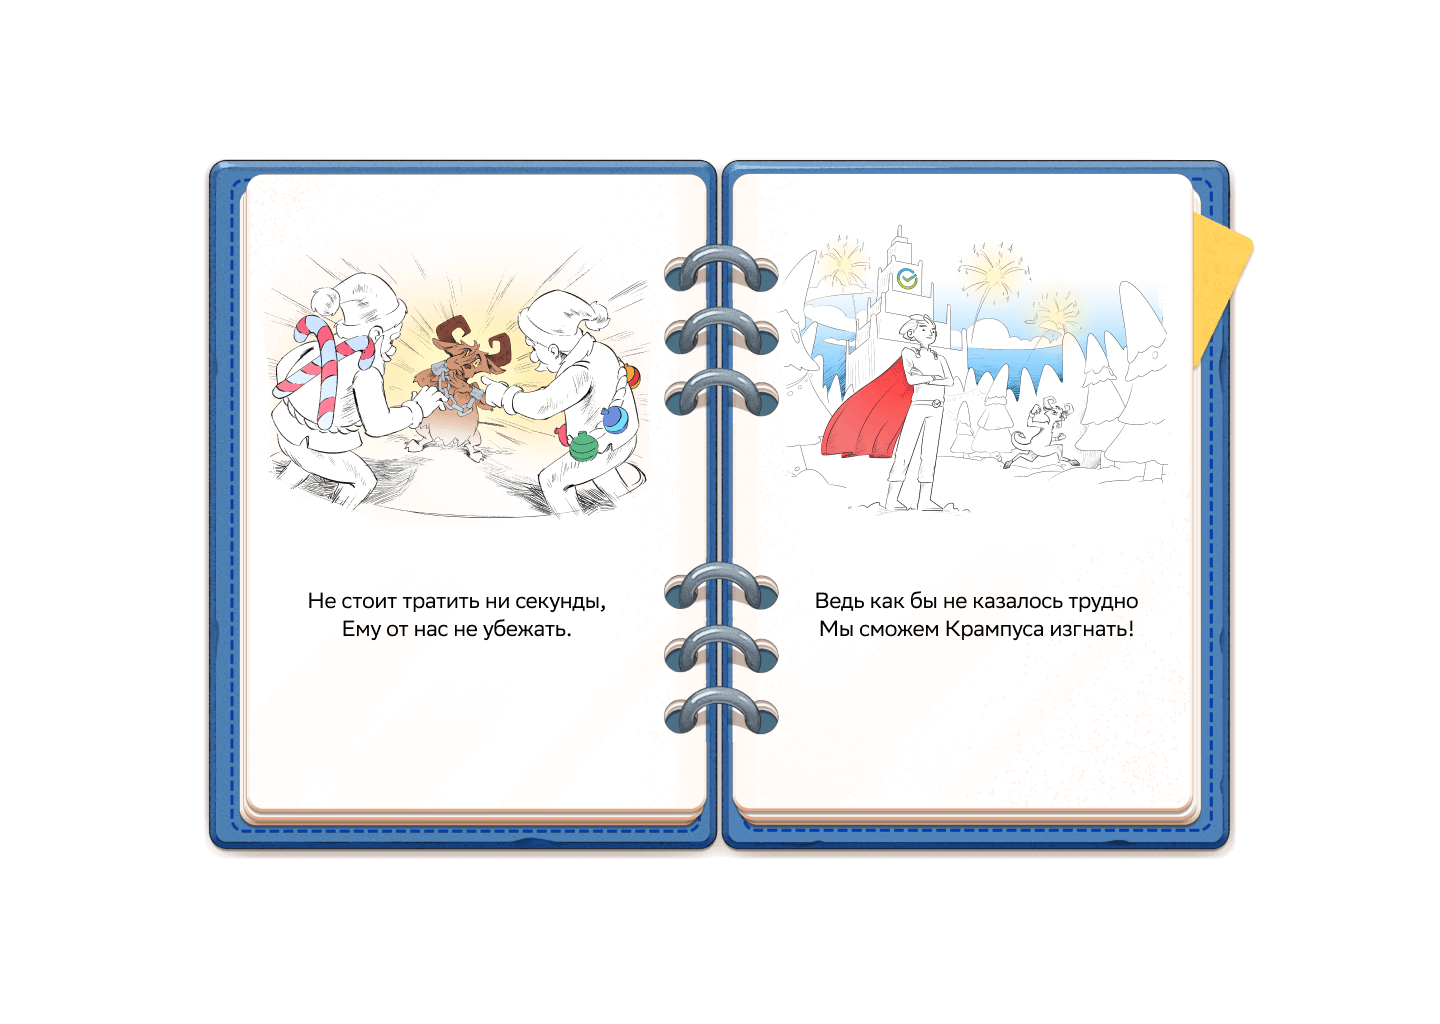 Не стоит тратить ни секунды,
Ему от нас не убежать.
Ведь как бы не казалось трудно
Мы сможем Крампуса изгнать!